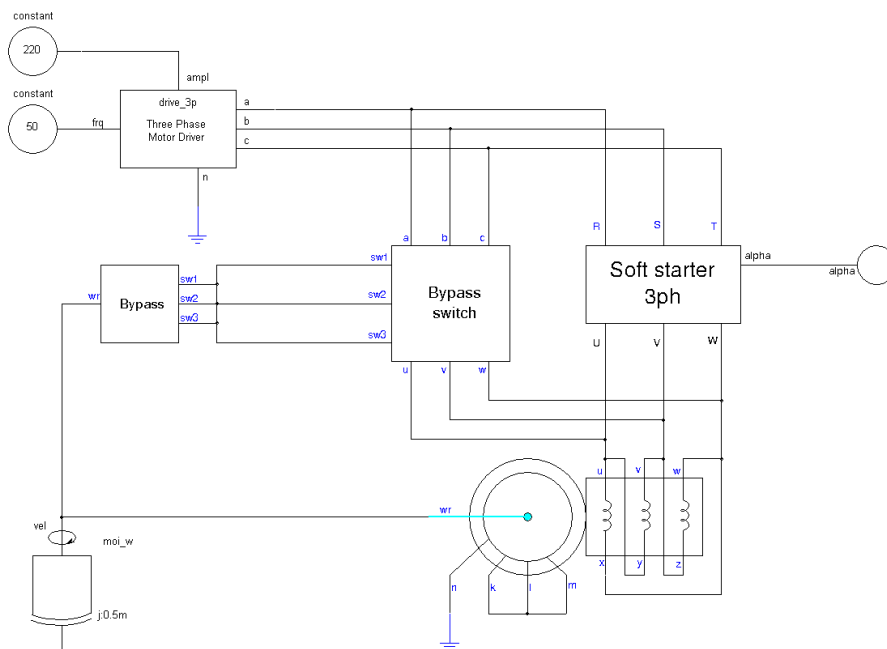 constant
220
ampl
constant
50
frq
drive_3p
Three Phase
Motor Driver
a
b
c
n
a b c
R S T
sw1
sw2
sw3
Bypass
switch
Soft starter
3ph
alpha
alpha
wr
Bypass
sw1
sw2
sw3
u v w
U V W
u v w
wr
x y z
n k l m
vel
moi_w
j:0.5m